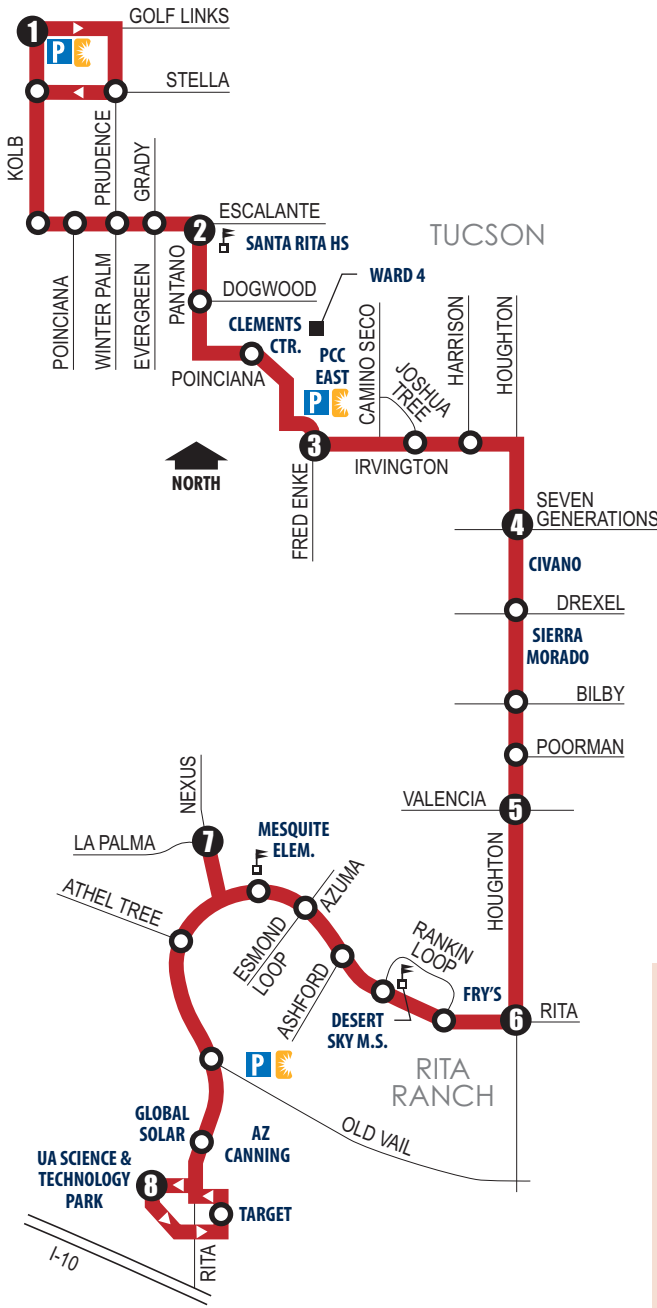 GOLF LINKS
1
P
STELLA
KOLB
PRUDENCE
GRADY
ESCALANTE
2
SANTA RITA HS
TUCSON
POINCIANA
WINTER PALM
EVERGREEN
PANTANO
DOGWOOD
WARD 4
CLEMENTS
CTR.
POINCIANA
PCC
EAST
P
CAMINO SECO
JOSHUA
TREE
HARRISON
HOUGHTON
3
IRVINGTON
NORTH
FRED ENKE
SEVEN
GENERATIONS
4
CIVANO
DREXEL
SIERRA
MORADO
BILBY
POORMAN
VALENCIA
5
NEXUS
LA PALMA
7
MESQUITE
ELEM.
HOUGHTON
ATHEL TREE
ESMOND
LOOP
AZUMA
ASHFORD
RANKIN
LOOP
FRY'S
DESERT
SKY M.S.
6
RITA
RITA
RANCH
P
OLD VAIL
GLOBAL
SOLAR
AZ
CANNING
UA SCIENCE &
TECHNOLOGY
PARK
8
TARGET
RITA
I-10